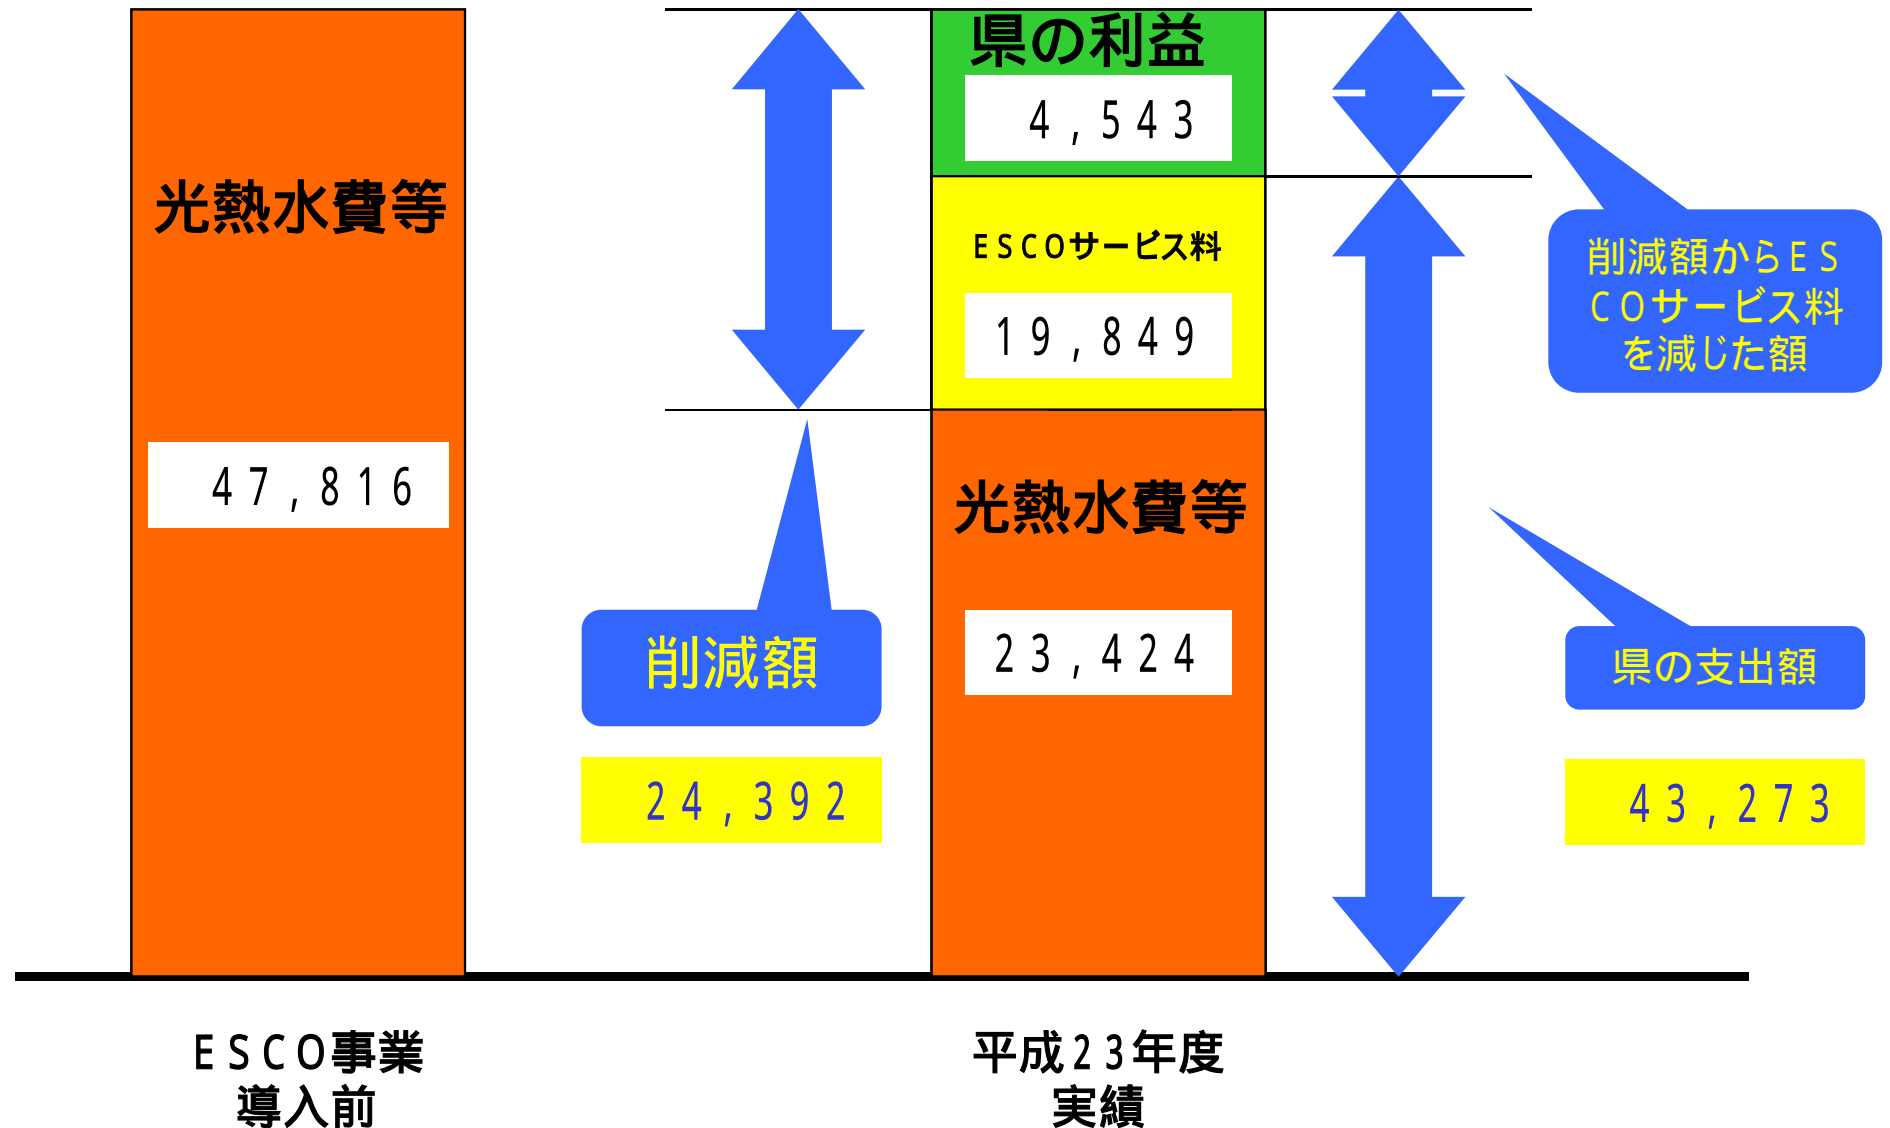 光熱水費等
47,816
ESCO事業
導入前
削減額
24,392
県の利益
4,543
ESCOサービス料
19,849
光熱水費等
23,424
平成23年度
実績
削減額からES
COサービス料
を減じた額
県の支出額
43,273